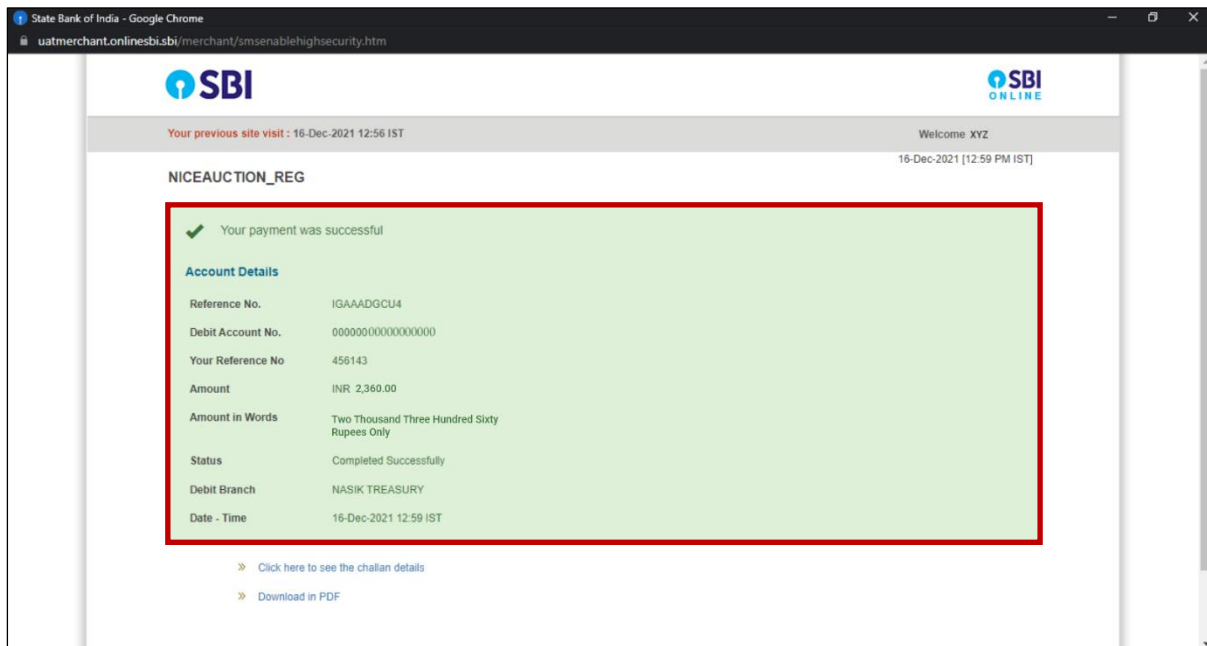 State Bank of India - Google Chrome
uatmerchant.onlinesbi.sbi/merchant/smsenablehighsecurity.htm
SBI
SBI
ONLINE
Your previous site visit : 16-Dec-2021 12:56 IST
Welcome XYZ
16-Dec-2021 [12:59 PM IST]
NICEAUCTION_REG
Your payment was successful
Account Details
Reference No. IGAAADGCU4
Debit Account No. 00000000000000000
Your Reference No 456143
Amount INR 2,360.00
Amount in Words Two Thousand Three Hundred Sixty
Rupees Only
Status Completed Successfully
Debit Branch NASIK TREASURY
Date - Time 16-Dec-2021 12:59 IST
» Click here to see the challan details
» Download in PDF